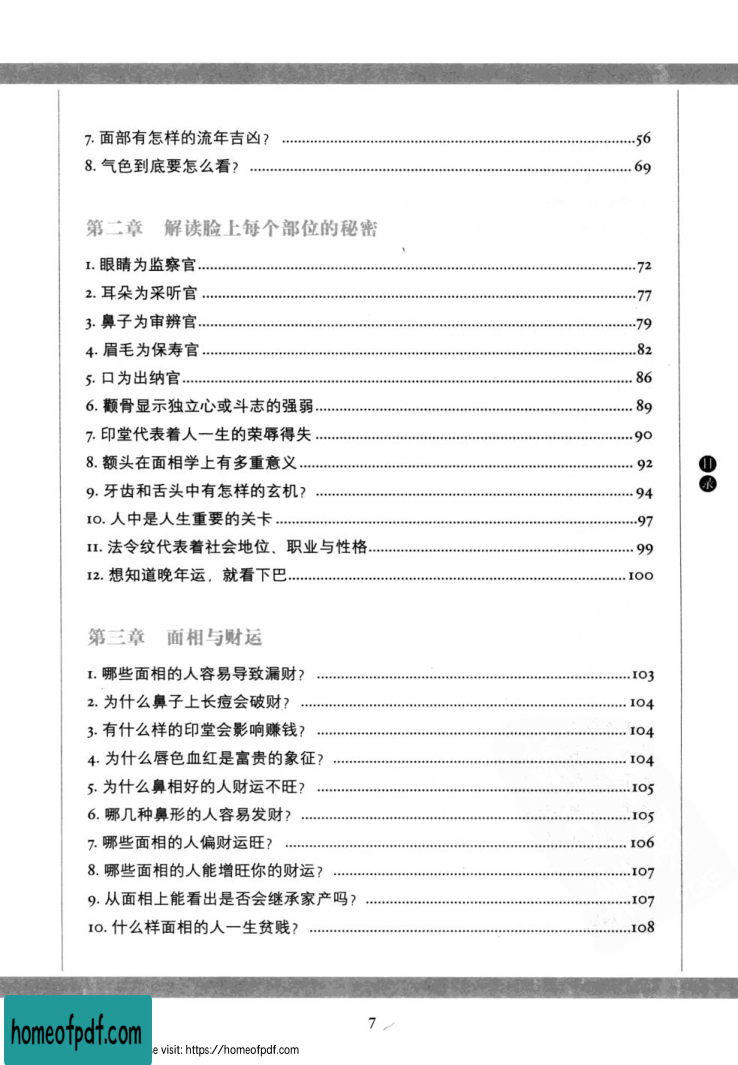 7. 面部有怎样的流年吉凶? ........................................ 56
8. 气色到底要怎么看? ........................................ 69
第二章 解读脸上每个部位的秘密
1. 眼睛为监察官........................................ 72
2. 耳朵为采听官........................................ 77
3. 鼻子为审辨官........................................ 79
4. 眉毛为保寿官........................................ 82
5. 口为出纳官........................................ 86
6. 颧骨显示独立心或斗志的强弱........................................ 89
7. 印堂代表着人一生的荣辱得失........................................ 90
8. 额头在面相学上有多重意义........................................ 92
9. 牙齿和舌头中有怎样的玄机? ........................................ 94
10. 人中是人生重要的关卡........................................ 97
11. 法令纹代表着社会地位、职业与性格........................................ 99
12. 想知道晚年运, 就看下巴........................................ 100
第三章 面相与财运
1. 哪些面相的人容易导致漏财? ........................................ 103
2. 为什么鼻子上长痘会破财? ........................................ 104
3. 有什么样的印堂会影响赚钱? ........................................ 104
4. 为什么唇色血红是富贵的象征? ........................................ 104
5. 为什么鼻相好的人财运不旺? ........................................ 105
6. 哪几种鼻形的人容易发财? ........................................ 105
7. 哪些面相的人偏财运旺? ........................................ 106
8. 哪些面相的人能增旺你的财运? ........................................ 107
9. 从面相上能看出是否会继承家产吗? ........................................ 107
10. 什么样面相的人一生贫贱? ........................................ 108
目录
7
homeofpdf.com
e visit: https://homeofpdf.com